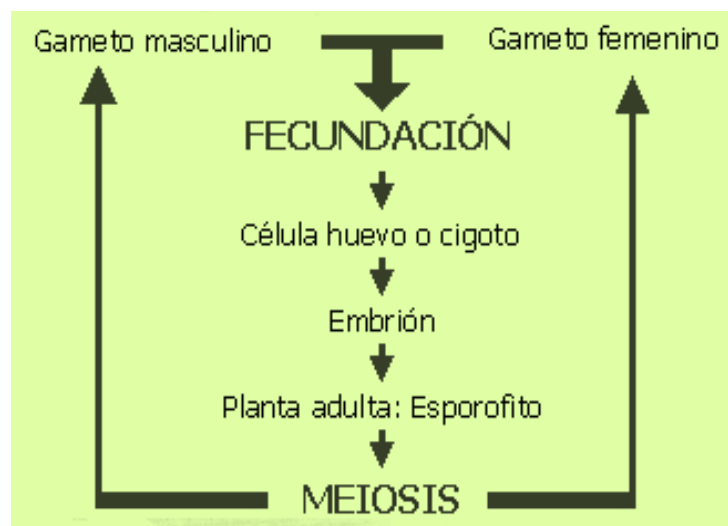 Gameto masculino
Gameto femenino
FECUNDACIÓN
Célula huevo o cigoto
Embrión
Planta adulta: Esporofito
MEIOSIS